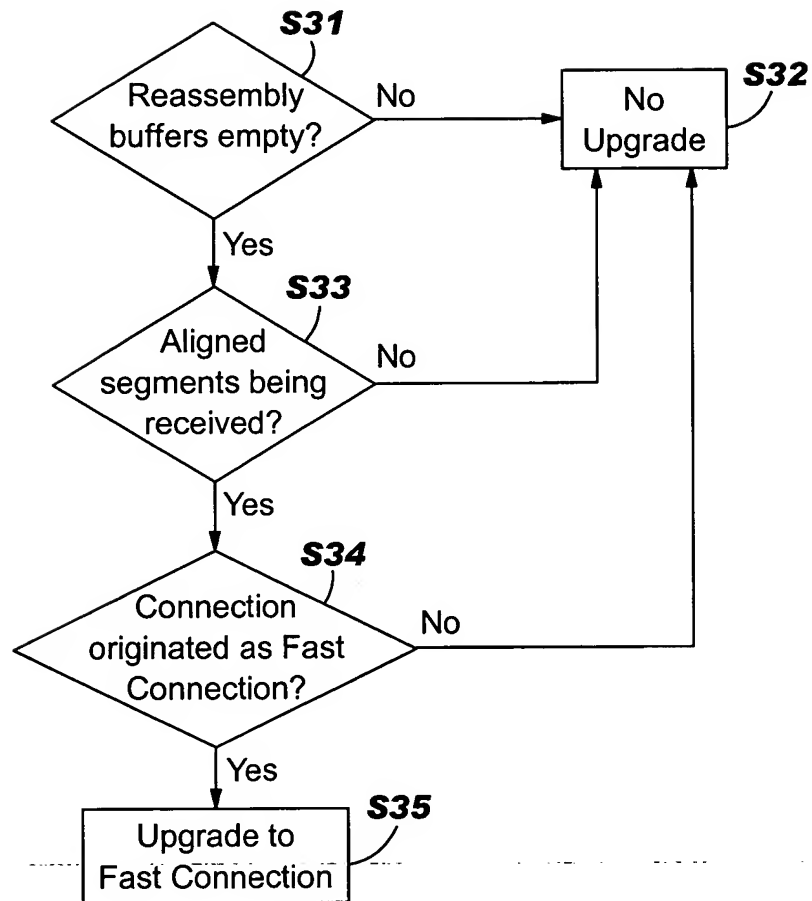 S31
Reassembly
buffers empty?
No
No
Upgrade
S32
Yes
S33
Aligned
segments being
received?
No
Yes
S34
Connection
originated as Fast
Connection?
No
Yes
S35
Upgrade to
Fast Connection